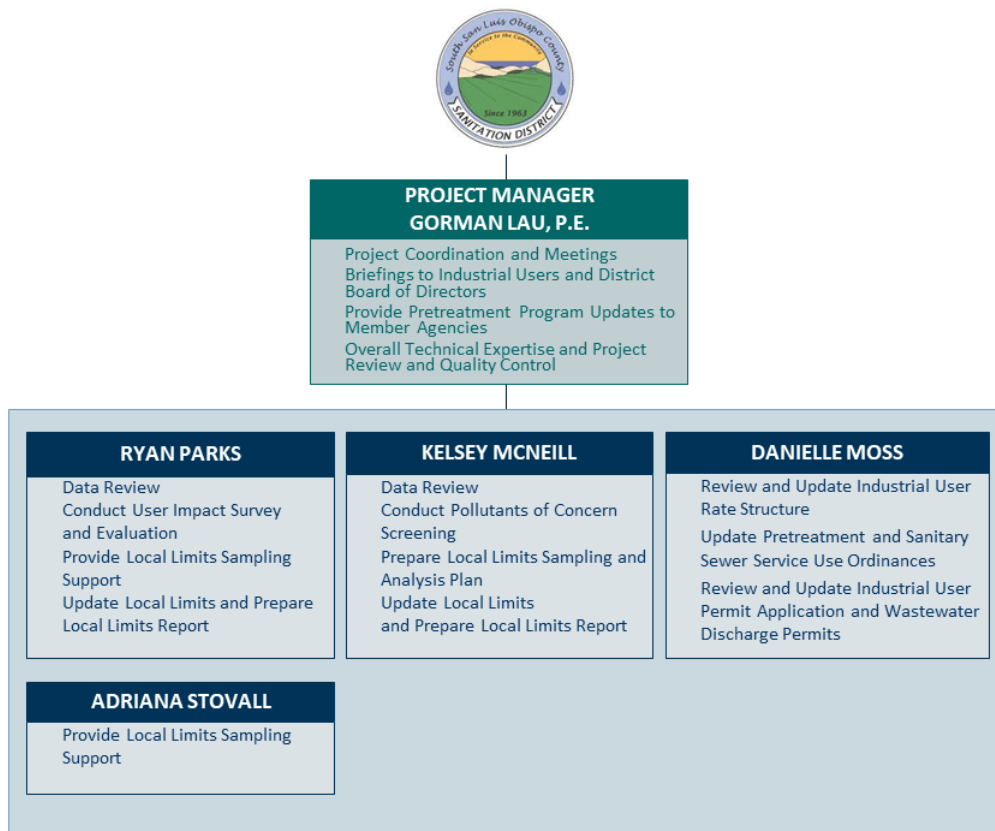 South San Luis Obispo County
In Service to the Community
Since 1963
SANITATION DISTRICT
PROJECT MANAGER
GORMAN LAU, P.E.
Project Coordination and Meetings
Briefings to Industrial Users and District
Board of Directors
Provide Pretreatment Program Updates to
Member Agencies
Overall Technical Expertise and Project
Review and Quality Control
RYAN PARKS
Data Review
Conduct User Impact Survey
and Evaluation
Provide Local Limits Sampling
Support
Update Local Limits and Prepare
Local Limits Report
KELSEY MCNEILL
Data Review
Conduct Pollutants of Concern
Screening
Prepare Local Limits Sampling and
Analysis Plan
Update Local Limits
and Prepare Local Limits Report
DANIELLE MOSS
Review and Update Industrial User
Rate Structure
Update Pretreatment and Sanitary
Sewer Service Use Ordinances
Review and Update Industrial User
Permit Application and Wastewater
Discharge Permits
ADRIANA STOVALL
Provide Local Limits Sampling
Support